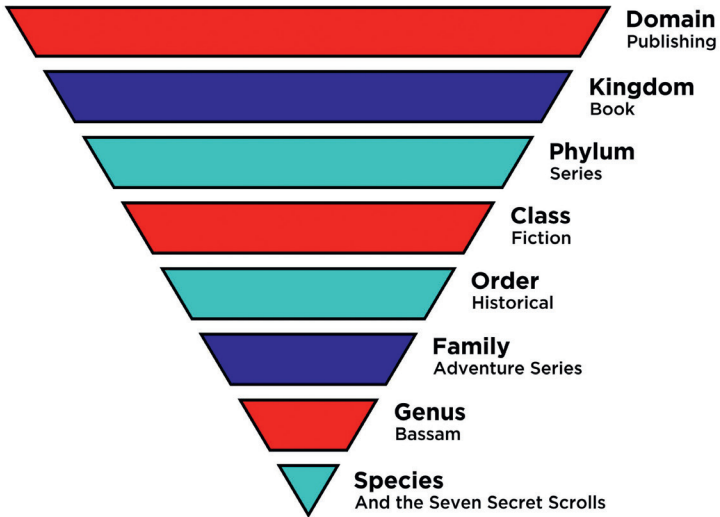 Domain
Publishing
Kingdom
Book
Phylum
Series
Class
Fiction
Order
Historical
Family
Adventure Series
Genus
Bassam
Species
And the Seven Secret Scrolls